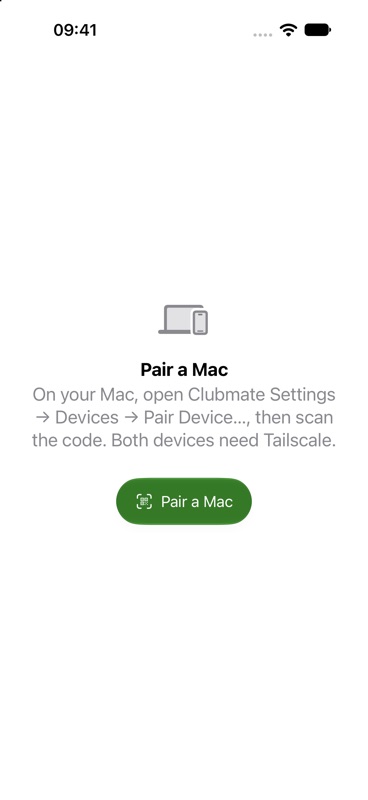 09:41
Pair a Mac
On your Mac, open Clubmate Settings
→ Devices → Pair Device..., then scan
the code. Both devices need Tailscale.
Pair a Mac